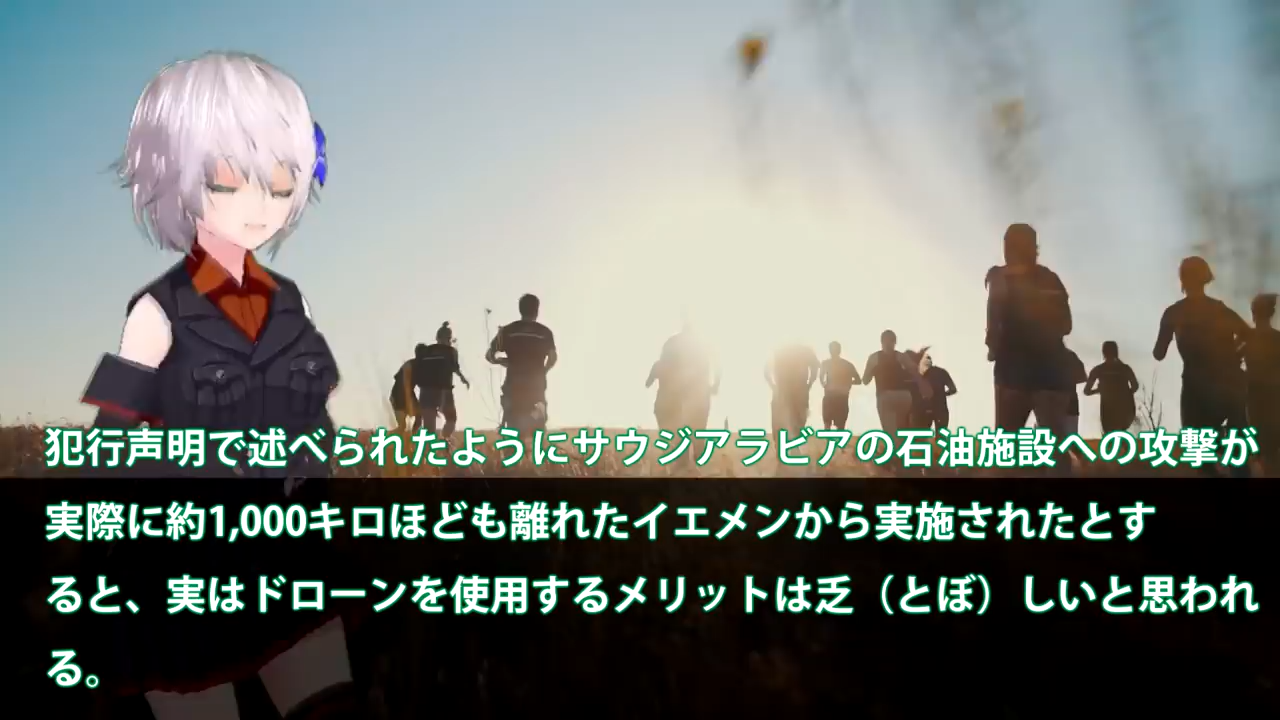 犯行声明で述べられたようにサウジアラビアの石油施設への攻撃が
実際に約1,000キロほども離れたイエメンから実施されたとす
ると、実はドローンを使用するメリットは乏（とぼ）しいと思われ
る。